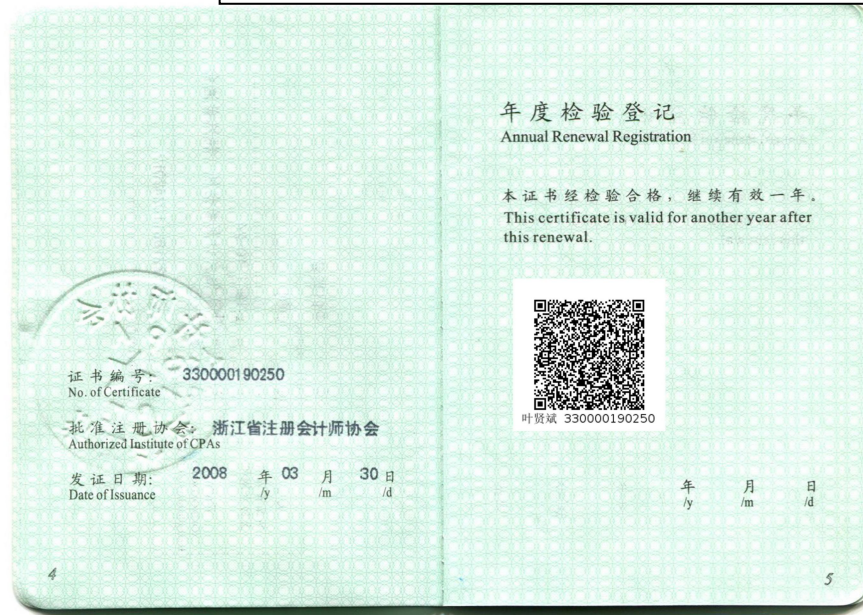 证书编号: 330000190250
No. of Certificate
批准注册协会: 浙江省注册会计师协会
Authorized Institute of CPAs
发证日期: 2008 年 03 月 30 日
Date of Issuance /y /m /d
4
年度检验登记
Annual Renewal Registration
本证书经检验合格，继续有效一年。
This certificate is valid for another year after
this renewal.
叶贤斌 330000190250
年 月 日
/y /m /d
5